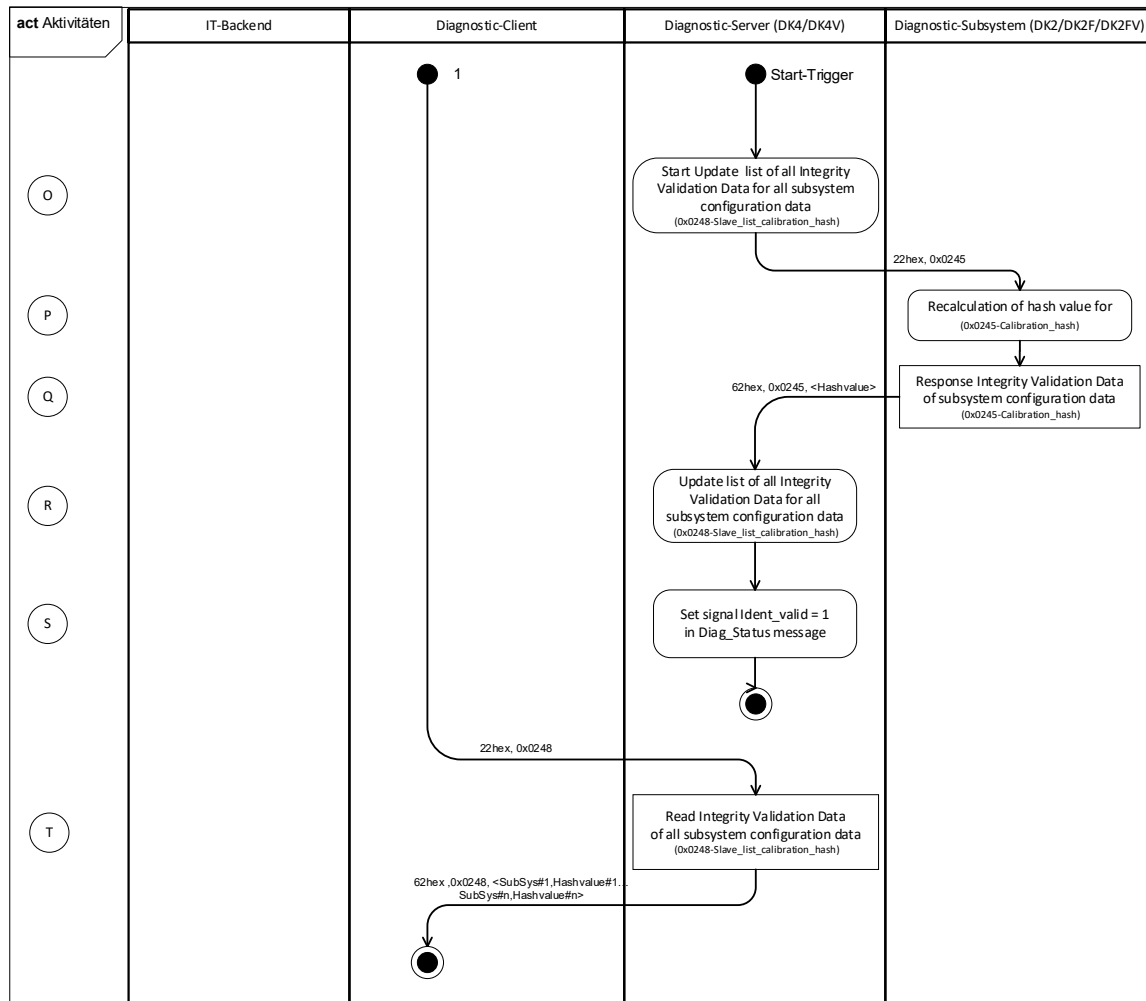 act Aktivitäten
IT-Backend
Diagnostic-Client
Diagnostic-Server (DK4/DK4V)
Diagnostic-Subsystem (DK2/DK2F/DK2FV)
1
Start-Trigger
O
Start Update  list of all Integrity
Validation Data for all subsystem
configuration data
(0x0248-Slave_list_calibration_hash)
22hex, 0x0245
P
Recalculation of hash value for
(0x0245-Calibration_hash)
Q
62hex, 0x0245, <Hashvalue>
Response Integrity Validation Data
of subsystem configuration data
(0x0245-Calibration_hash)
R
Update list of all Integrity
Validation Data for all
subsystem configuration data
(0x0248-Slave_list_calibration_hash)
S
Set signal Ident_valid = 1
in Diag_Status message
22hex, 0x0248
T
Read Integrity Validation Data
of all subsystem configuration data
(0x0248-Slave_list_calibration_hash)
62hex ,0x0248, <SubSys#1,Hashvalue#1...
SubSys#n,Hashvalue#n>